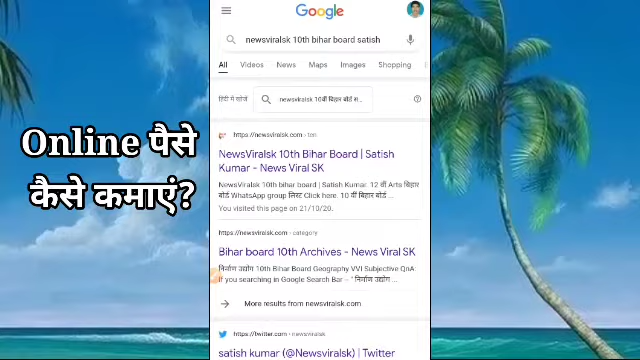 Online पैसे
कैसे कमाएं?
Google
newsviralsk 10th bihar board satish
All Videos News Maps Images Shopping
हिंदी में खोजें
newsviralsk 10वीं बिहार बोर्ड स...
https://newsviralsk.com › ten
NewsViralsk 10th Bihar Board | Satish
Kumar - News Viral SK
NewsViralsk 10th bihar board | Satish Kumar. 12 वीं Arts बिहार
बोर्ड WhatsApp group लिस्ट Click here. 10 वीं बिहार बोर्ड ...
You visited this page on 21/10/20.
https://newsviralsk.com › category
Bihar board 10th Archives - News Viral SK
निर्माण उद्योग 10th Bihar Board Geography VVI Subjective QnA.
if you searching in Google Search Bar – " निर्माण उद्योग ...
More results from newsviralsk.com
https://twitter.com › newsviralsk
satish kumar (@Newsviralsk) | Twitter